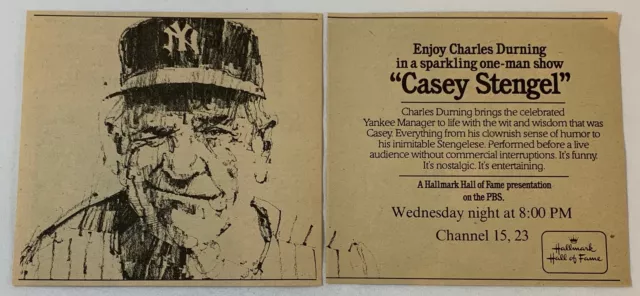 NY
Enjoy Charles Durning
in a sparkling one-man show
“Casey Stengel”
Charles Durning brings the celebrated
Yankee Manager to life with the wit and wisdom that was
Casey. Everything from his clownish sense of humor to
his inimitable Stengelese. Performed before a live
audience without commercial interruptions. It's funny.
It's nostalgic. It's entertaining.
A Hallmark Hall of Fame presentation
on the PBS.
Wednesday night at 8:00 PM
Channel 15, 23
Hallmark
Hall of Fame